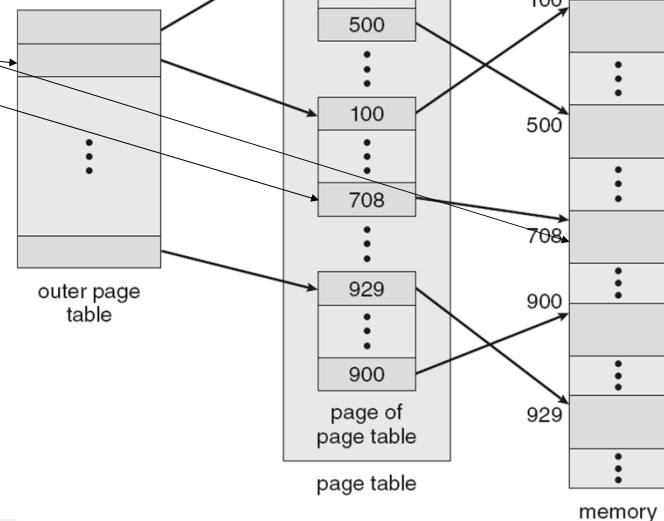 500
100
708
929
900
page of
page table
page table
outer page
table
100
500
708
900
929
memory